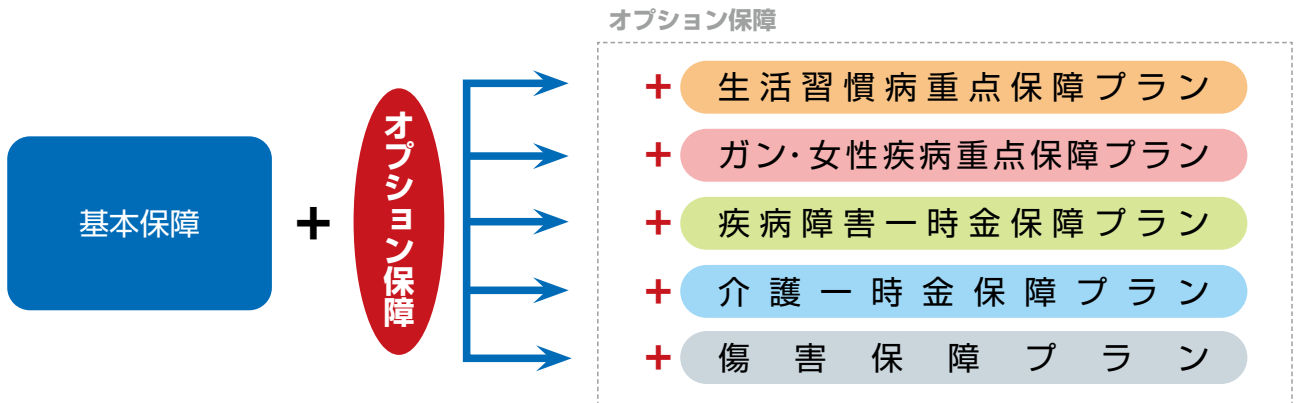 オプション保障
基本保障
+
オプション保障
+ 生活習慣病重点保障プラン
+ ガン・女性疾病重点保障プラン
+ 疾病障害一時金保障プラン
+ 介護一時金保障プラン
+ 傷害保障プラン